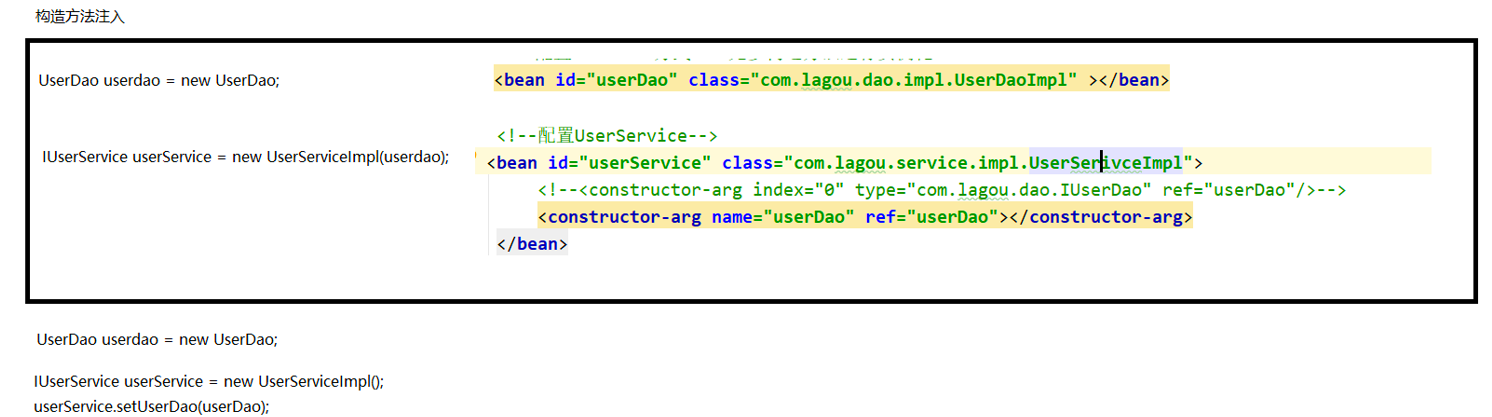 构造方法注入
UserDao userdao = new UserDao;
<bean id="userDao" class="com.lagou.dao.impl.UserDaoImpl" ></bean>
<!--配置UserService-->
IUserService userService = new UserServiceImpl(userdao);
<bean id="userService" class="com.lagou.service.impl.UserSerivceImpl">
<!--<constructor-arg index="0" type="com.lagou.dao.IUserDao" ref="userDao"/>-->
<constructor-arg name="userDao" ref="userDao"></constructor-arg>
</bean>
UserDao userdao = new UserDao;
IUserService userService = new UserServiceImpl();
userService.setUserDao(userDao);